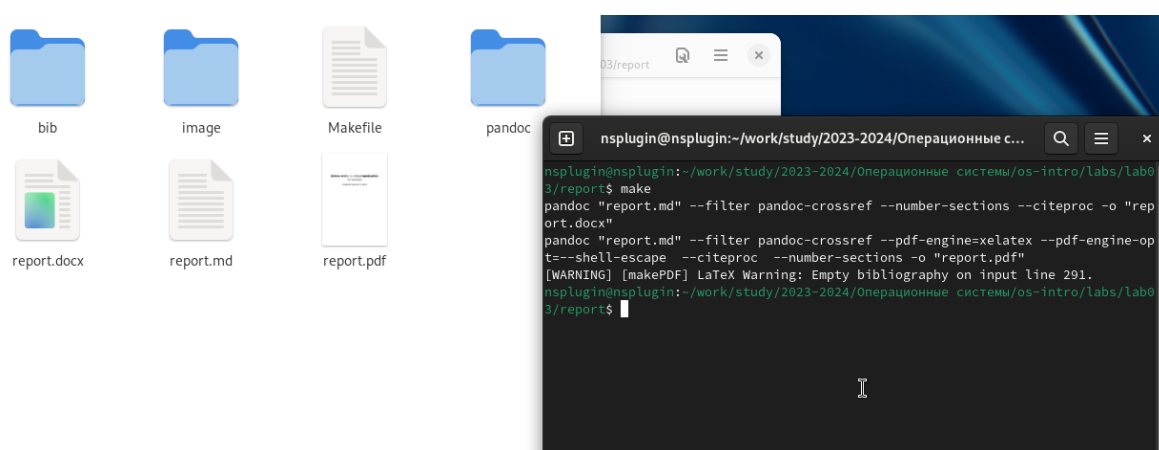 bib
image
Makefile
pandoc
report.docx
report.md
report.pdf
03/report
nsplugin@nsplugin:~/work/study/2023-2024/Операционные с...
nsplugin@nsplugin:~/work/study/2023-2024/Операционные системы/os-intro/labs/lab0
3/report$ make
pandoc "report.md" --filter pandoc-crossref --number-sections --citeproc -o "rep
ort.docx"
pandoc "report.md" --filter pandoc-crossref --pdf-engine=xelatex --pdf-engine-op
t=--shell-escape  --citeproc  --number-sections -o "report.pdf"
[WARNING] [makePDF] LaTeX Warning: Empty bibliography on input line 291.
nsplugin@nsplugin:~/work/study/2023-2024/Операционные системы/os-intro/labs/lab0
3/report$